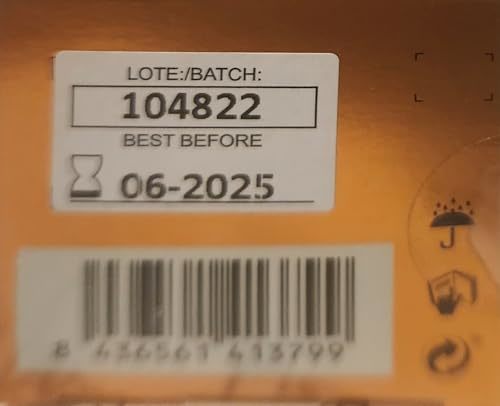 LOTE:/BATCH:
104822
BEST BEFORE
06-2025
8 436561 413799